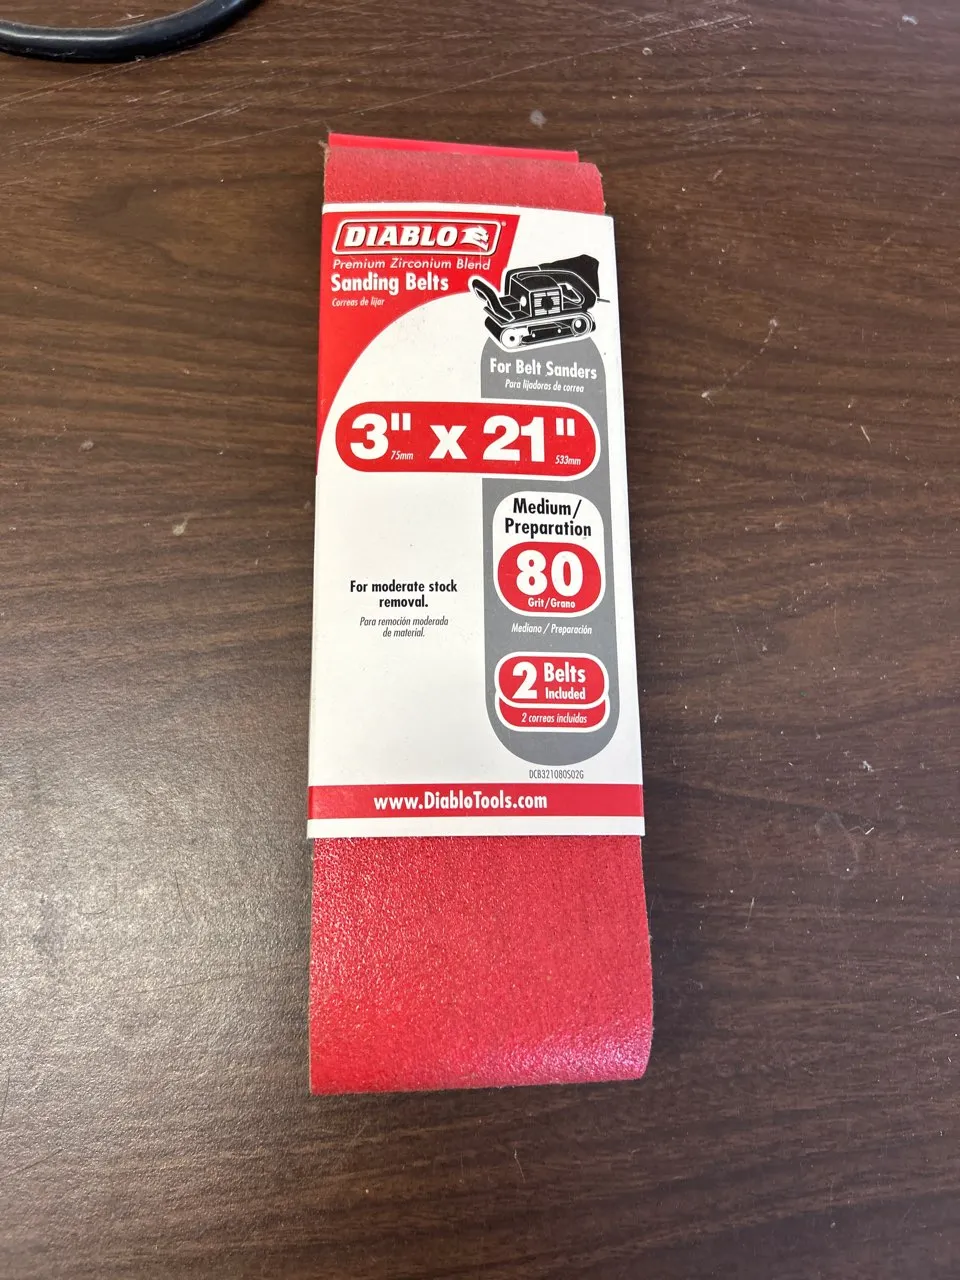 DIABLO
Premium Zirconium Blend
Sanding Belts
Correas de lijar
For Belt Sanders
Para lijadoras de correa
3" x 21"
75mm 533mm
Medium/
Preparation
80
Grit/Grano
Mediano / Preparación
For moderate stock
removal.
Para remoción moderada
de material.
2 Belts
Included
2 correas incluidas
DCB321080S02G
www.DiabloTools.com